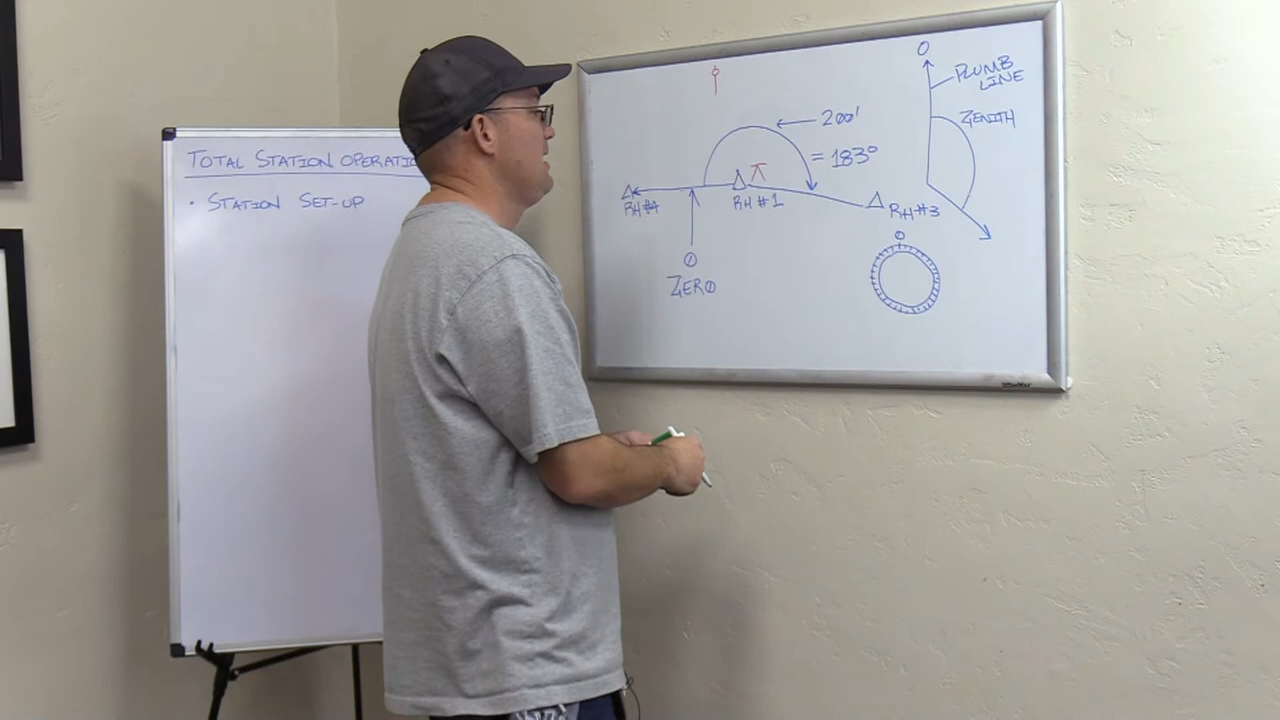 TOTAL STATION OPERATIO
• STATION SET-UP
0
PLUMB
LINE
ZENITH
200'
= 183°
RH #4
RH #1
RH #3
0
0
ZERO